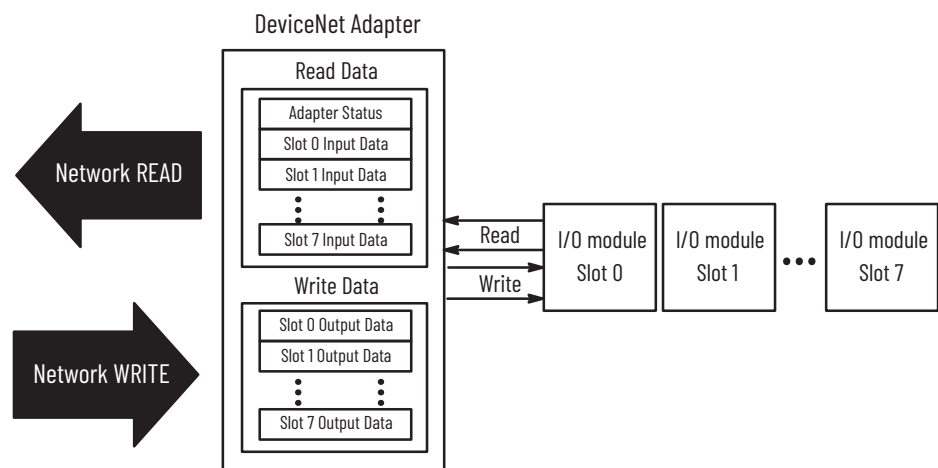 DeviceNet Adapter
Read Data
Adapter Status
Slot 0 Input Data
Slot 1 Input Data
Slot 7 Input Data
Network READ
Read
Write
I/O module
Slot 0
I/O module
Slot 1
I/O module
Slot 7
Write Data
Slot 0 Output Data
Slot 1 Output Data
Slot 7 Output Data
Network WRITE